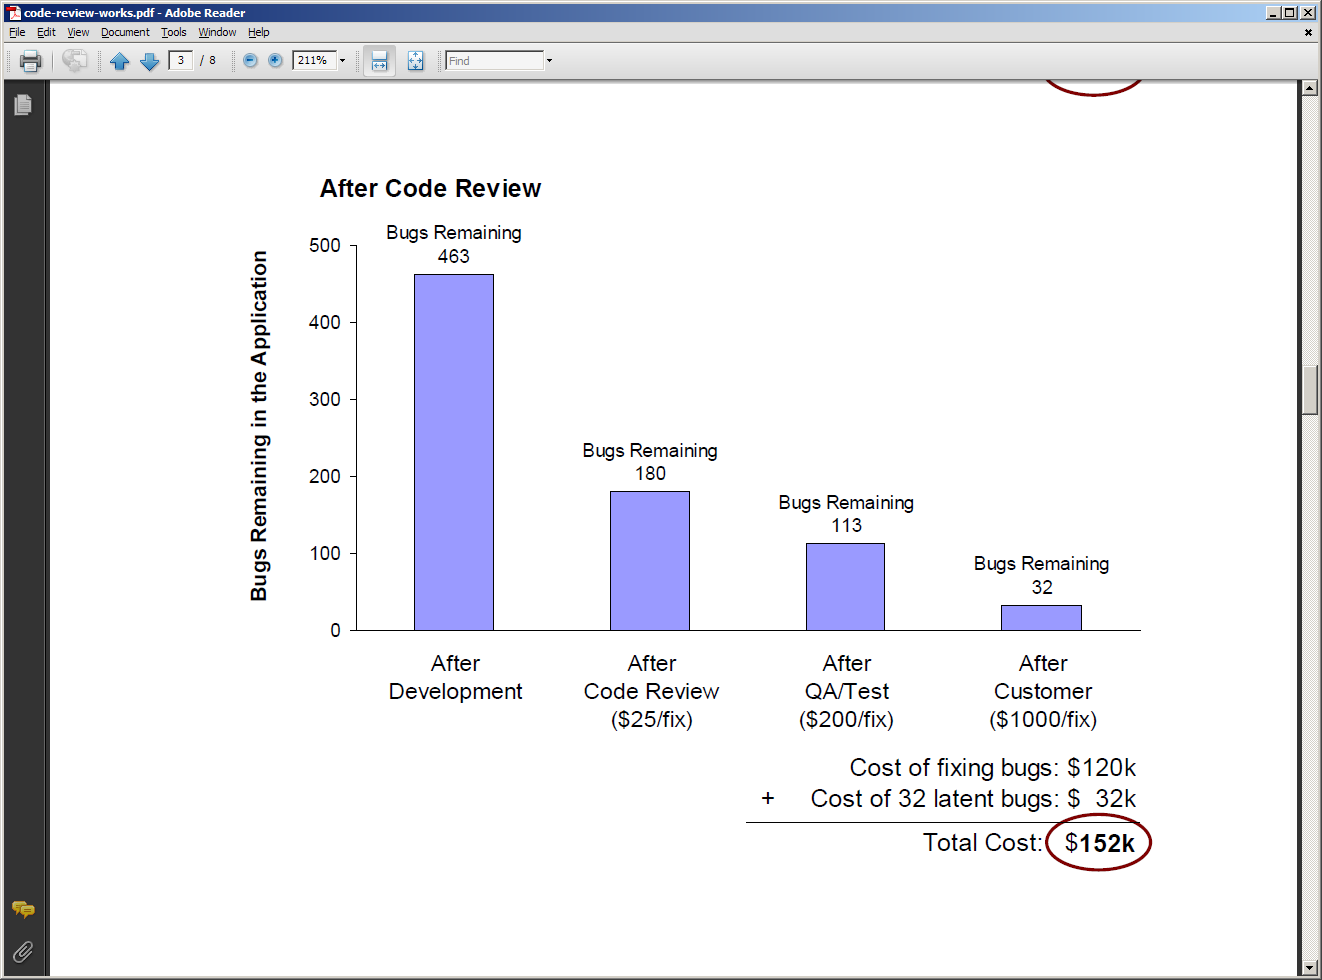 code-review-works.pdf - Adobe Reader
File Edit View Document Tools Window Help
3 / 8 211% Find
After Code Review
Bugs Remaining in the Application
500
400
300
200
100
0
Bugs Remaining
463
Bugs Remaining
180
Bugs Remaining
113
Bugs Remaining
32
After
Development
After
Code Review
($25/fix)
After
QA/Test
($200/fix)
After
Customer
($1000/fix)
Cost of fixing bugs: $120k
+ Cost of 32 latent bugs: $ 32k
Total Cost: $152k